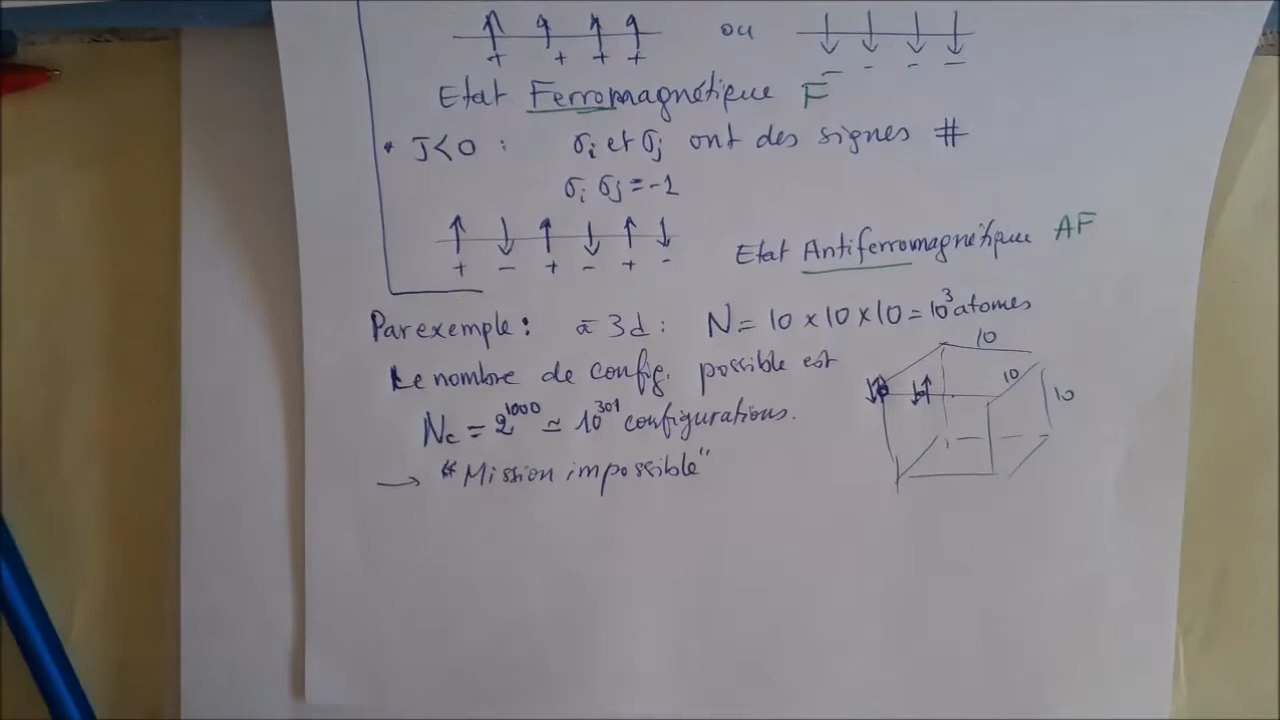 ou
+ + + + - - - -
Etat Ferromagnétique F
* J<0 : σi et σj ont des signes #
σi σj = -1
+ - + - + -
Etat Antiferromagnétique AF
Par exemple : à 3d : N = 10 x 10 x 10 = 10³ atomes
10
Le nombre de config. possible est
10
10
Nc = 2¹⁰⁰⁰ ≃ 10³⁰¹ configurations.
→ "Mission impossible"